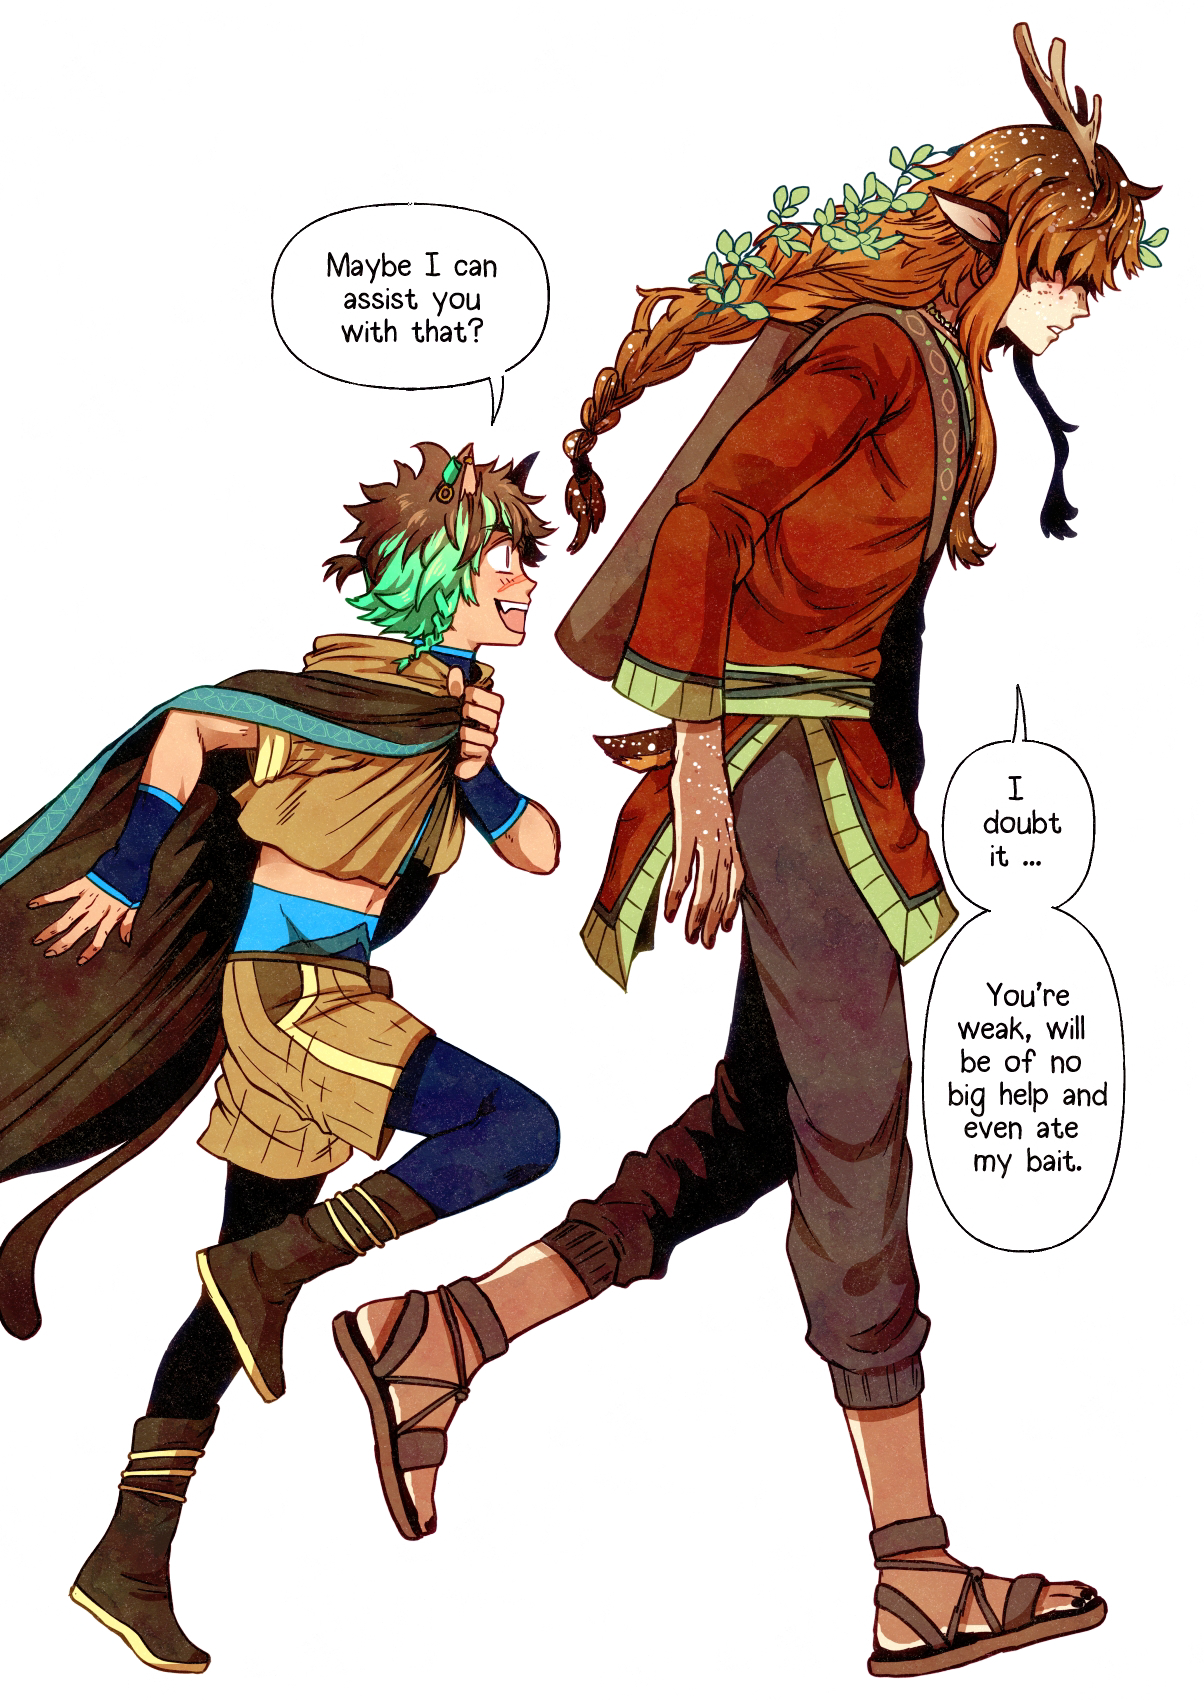 Maybe I can
assist you
with that?
I
doubt
it ...
You're
weak, will
be of no
big help and
even ate
my bait.